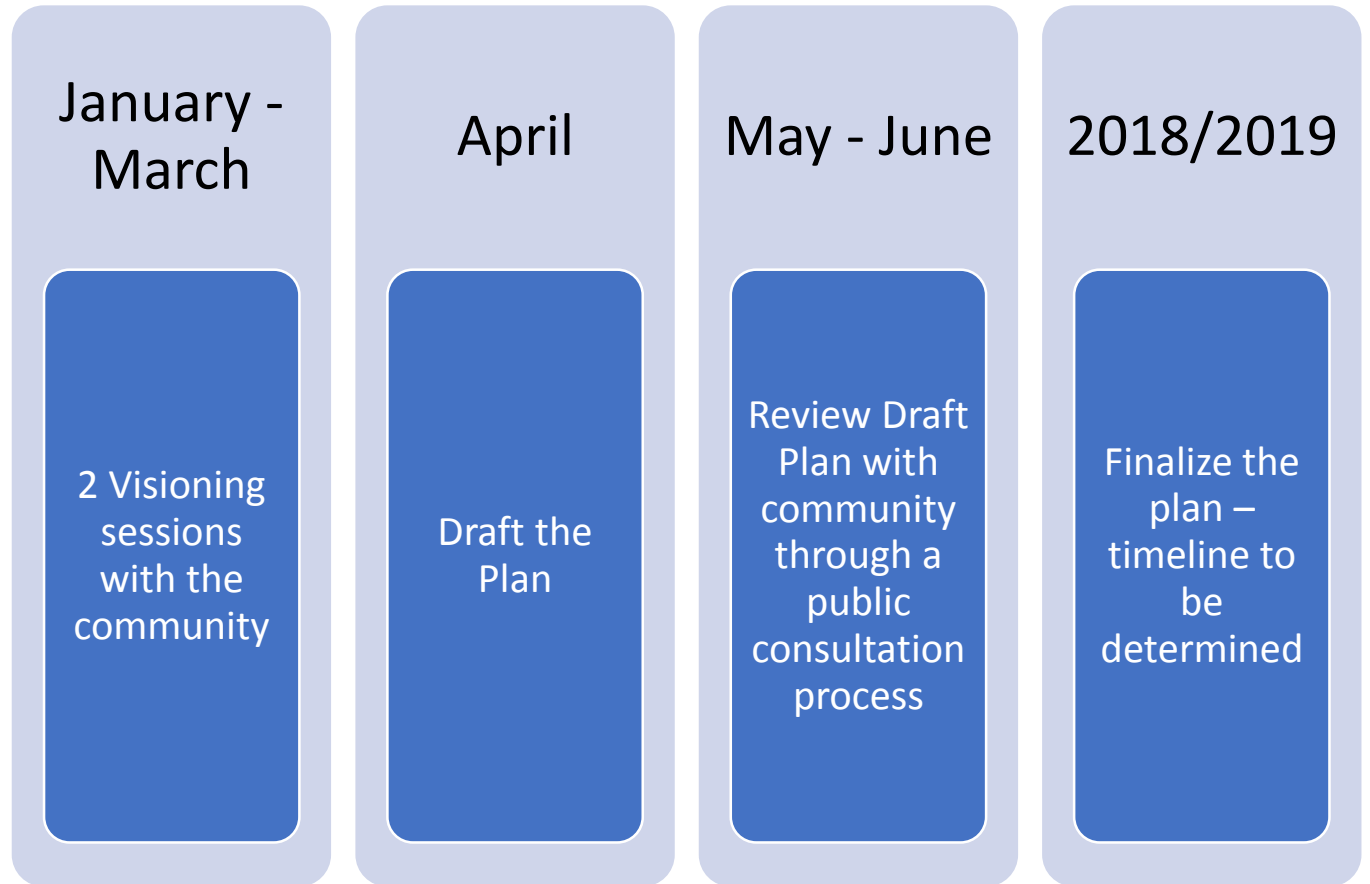 January -
March
2 Visioning
sessions
with the
community
April
Draft the
Plan
May - June
Review Draft
Plan with
community
through a
public
consultation
process
2018/2019
Finalize the
plan –
timeline to
be
determined